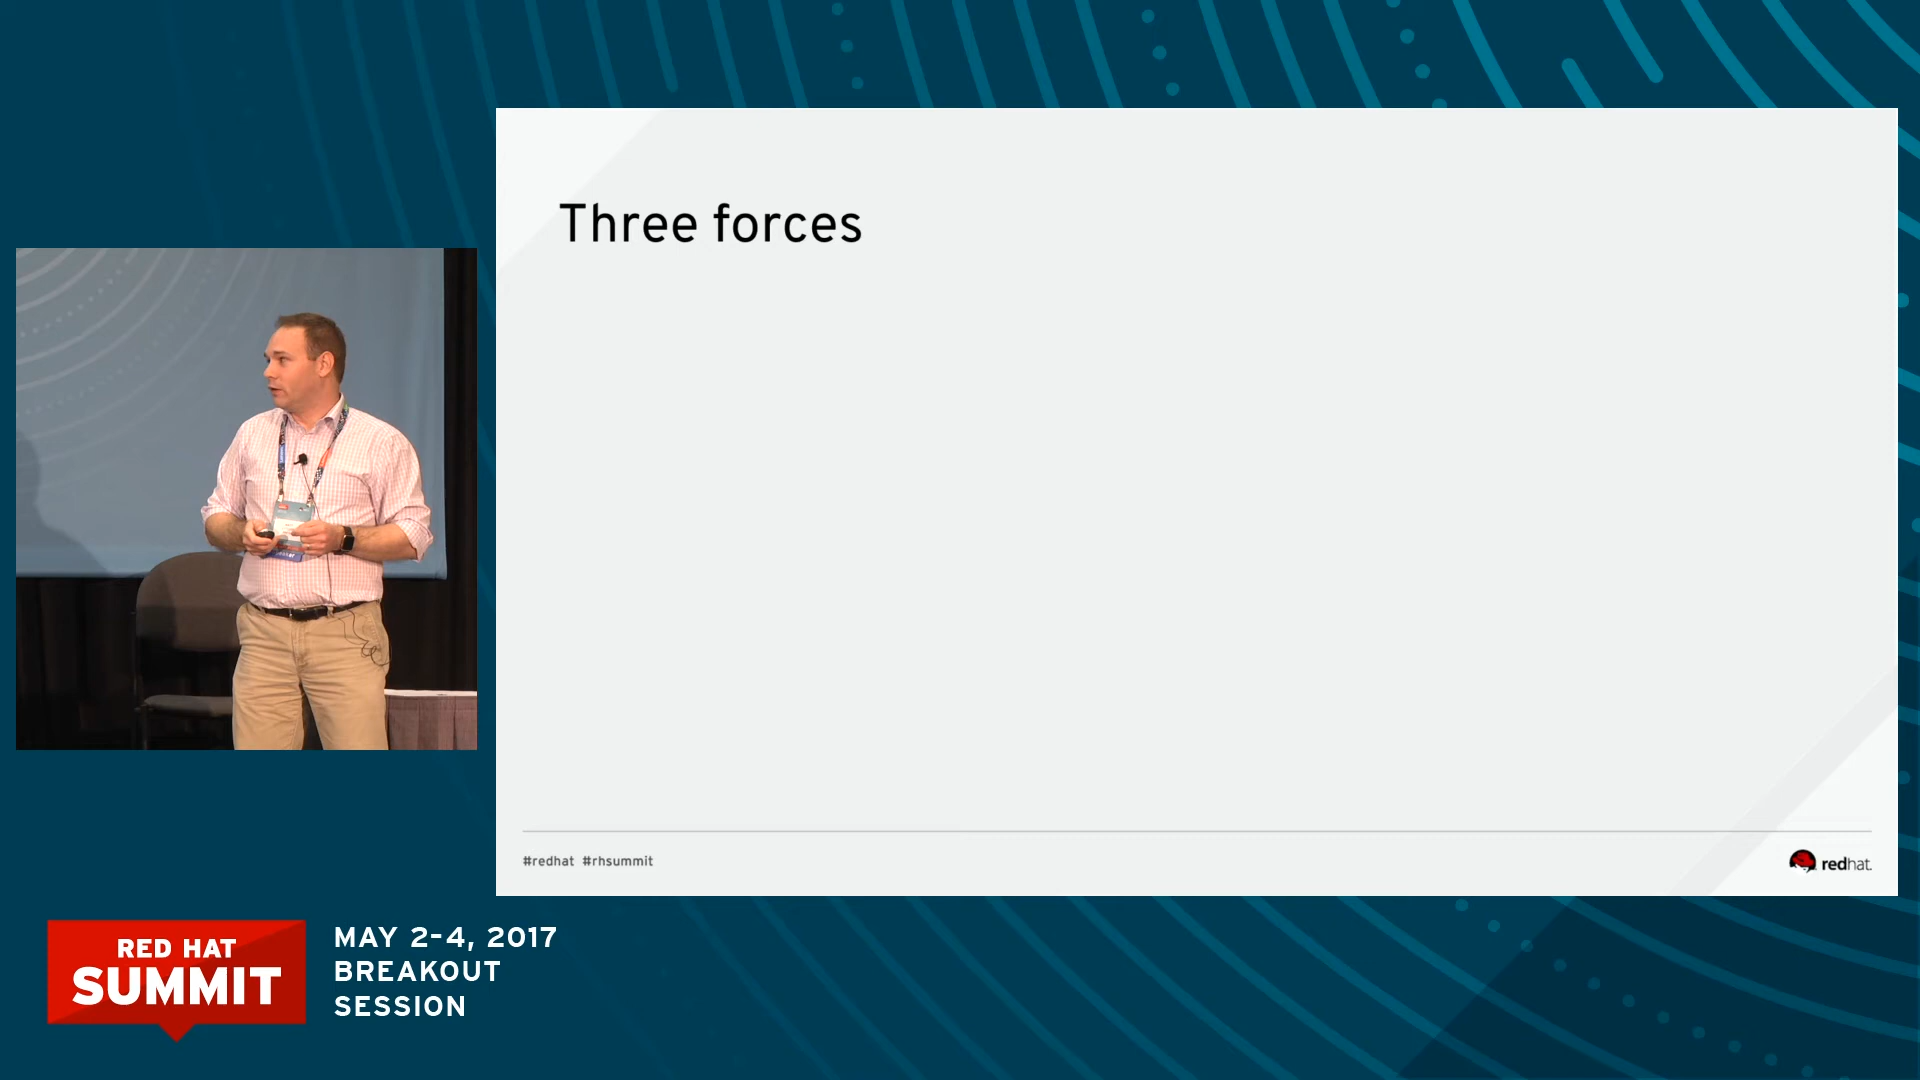 Three forces
#redhat #rhsummit
redhat.
RED HAT
SUMMIT
MAY 2-4, 2017
BREAKOUT
SESSION